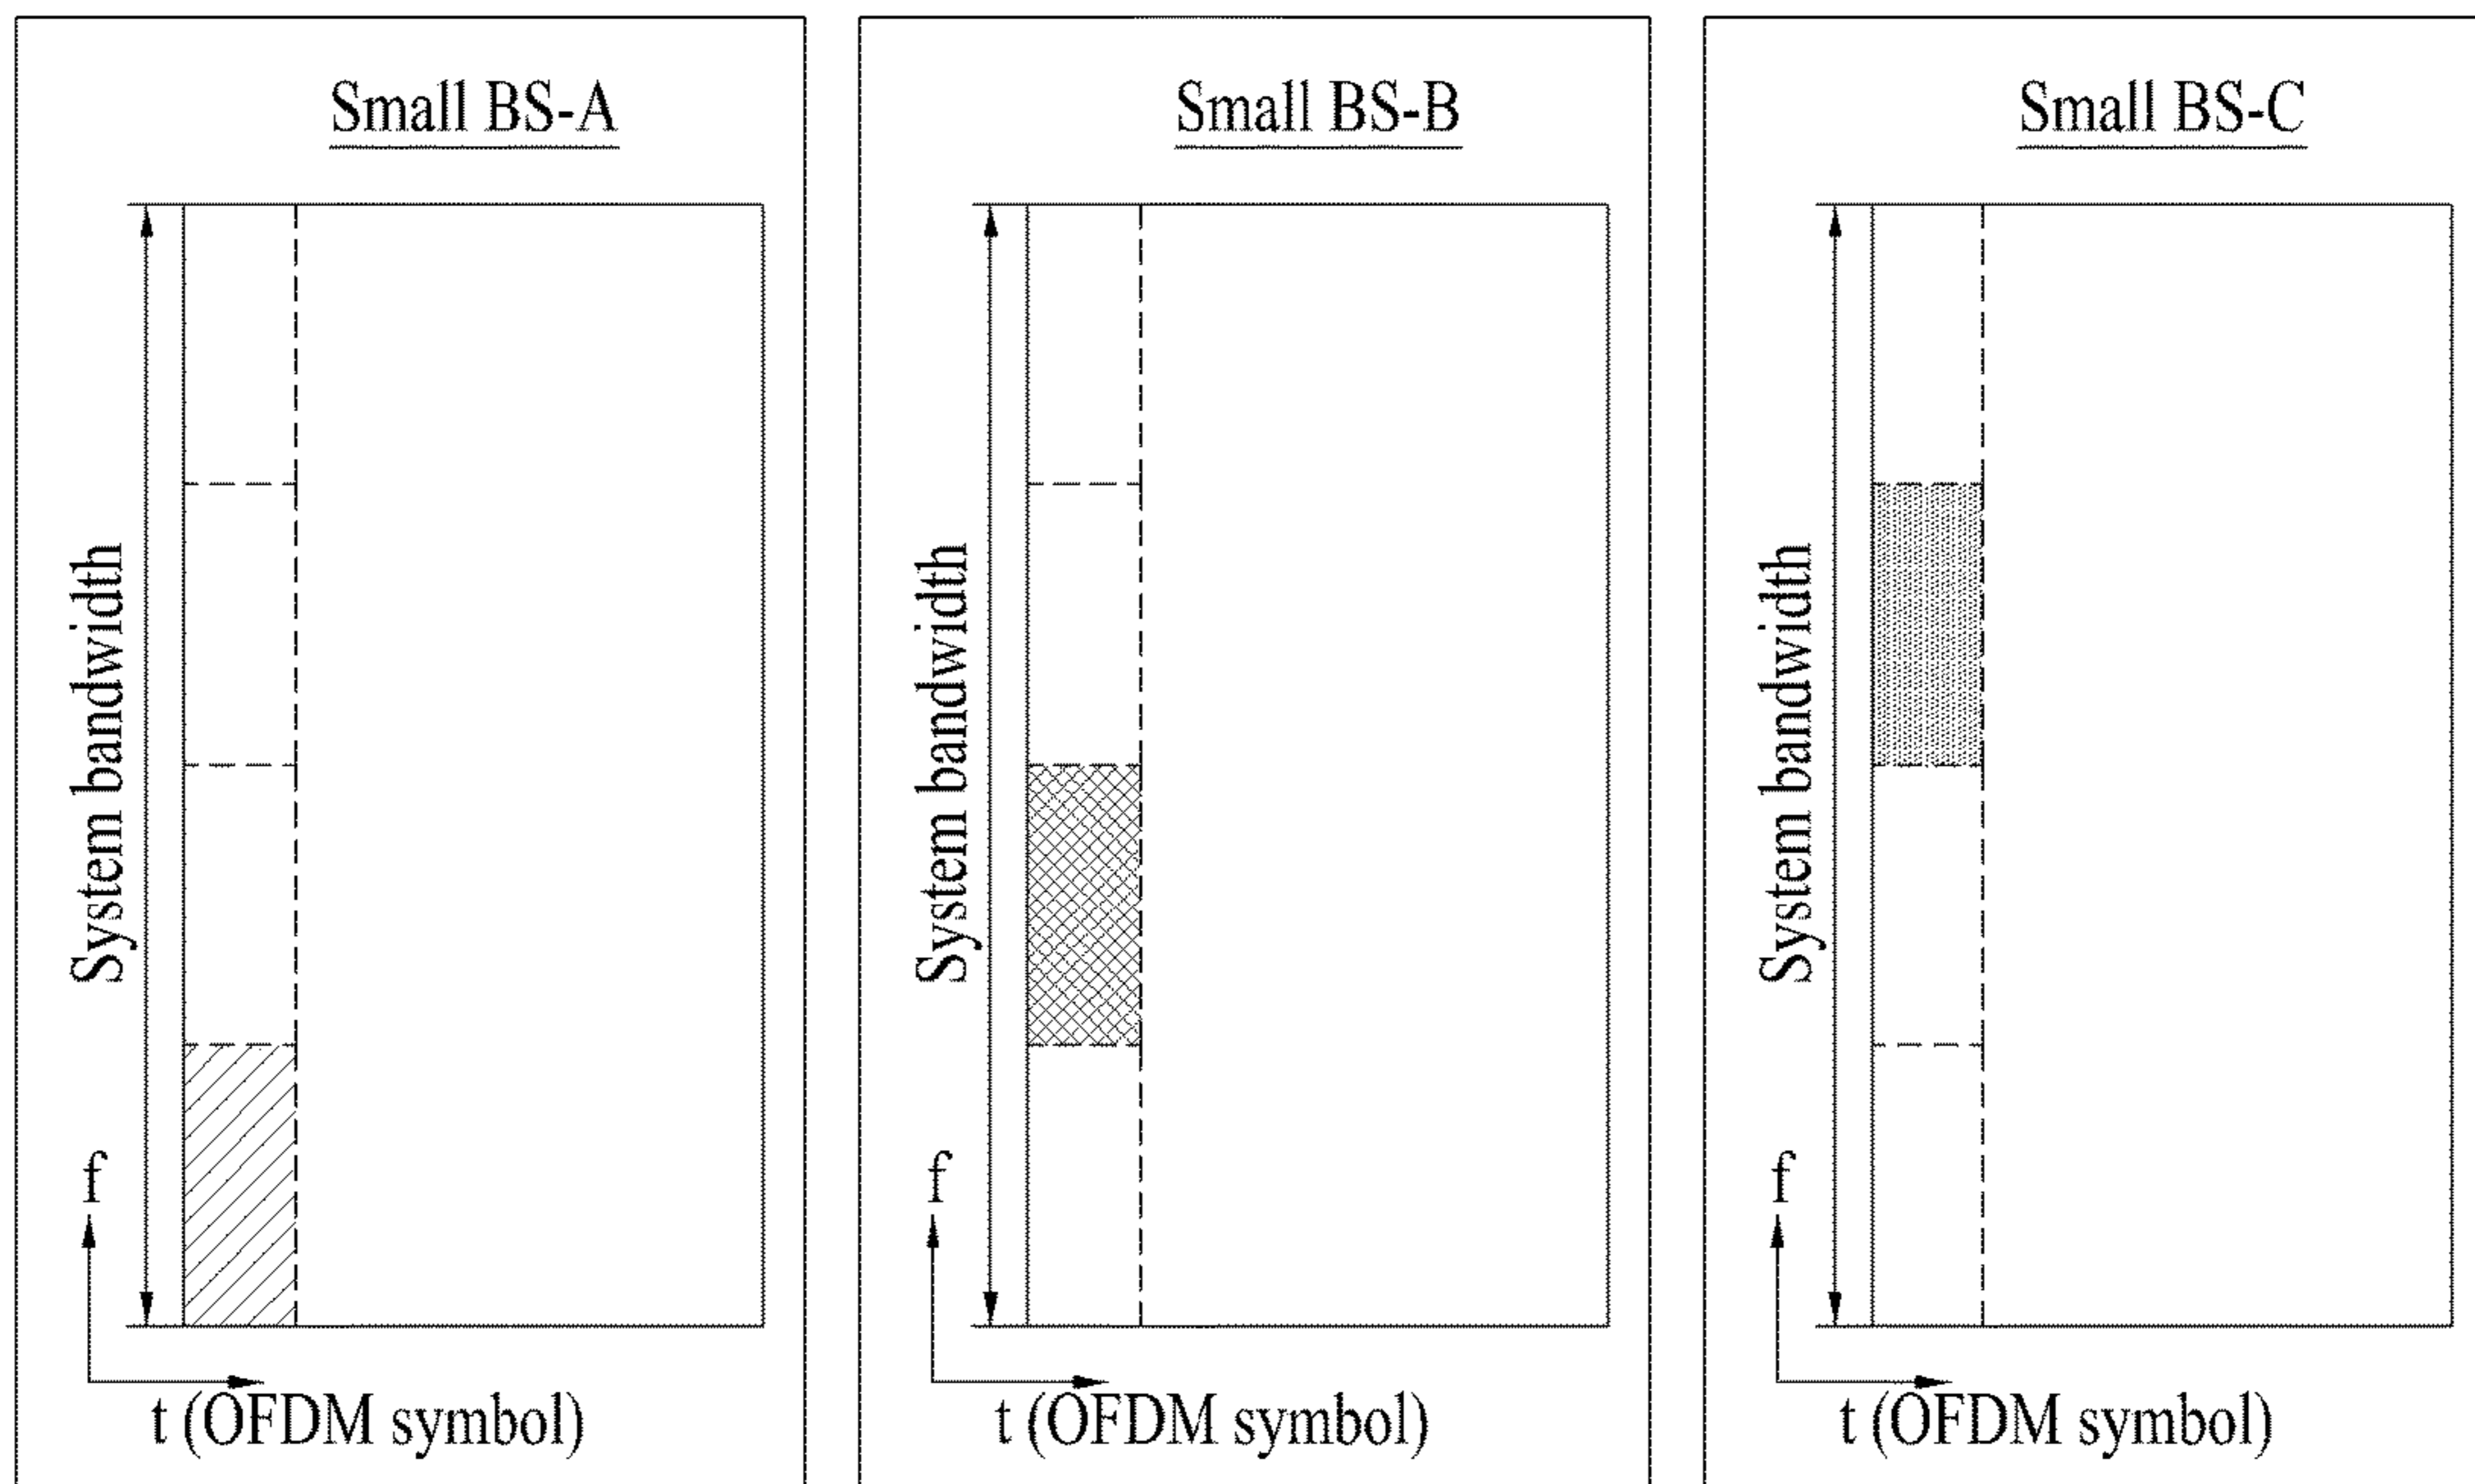 Small BS-A
System bandwidth
f
t (OFDM symbol)
Small BS-B
System bandwidth
f
t (OFDM symbol)
Small BS-C
System bandwidth
f
t (OFDM symbol)